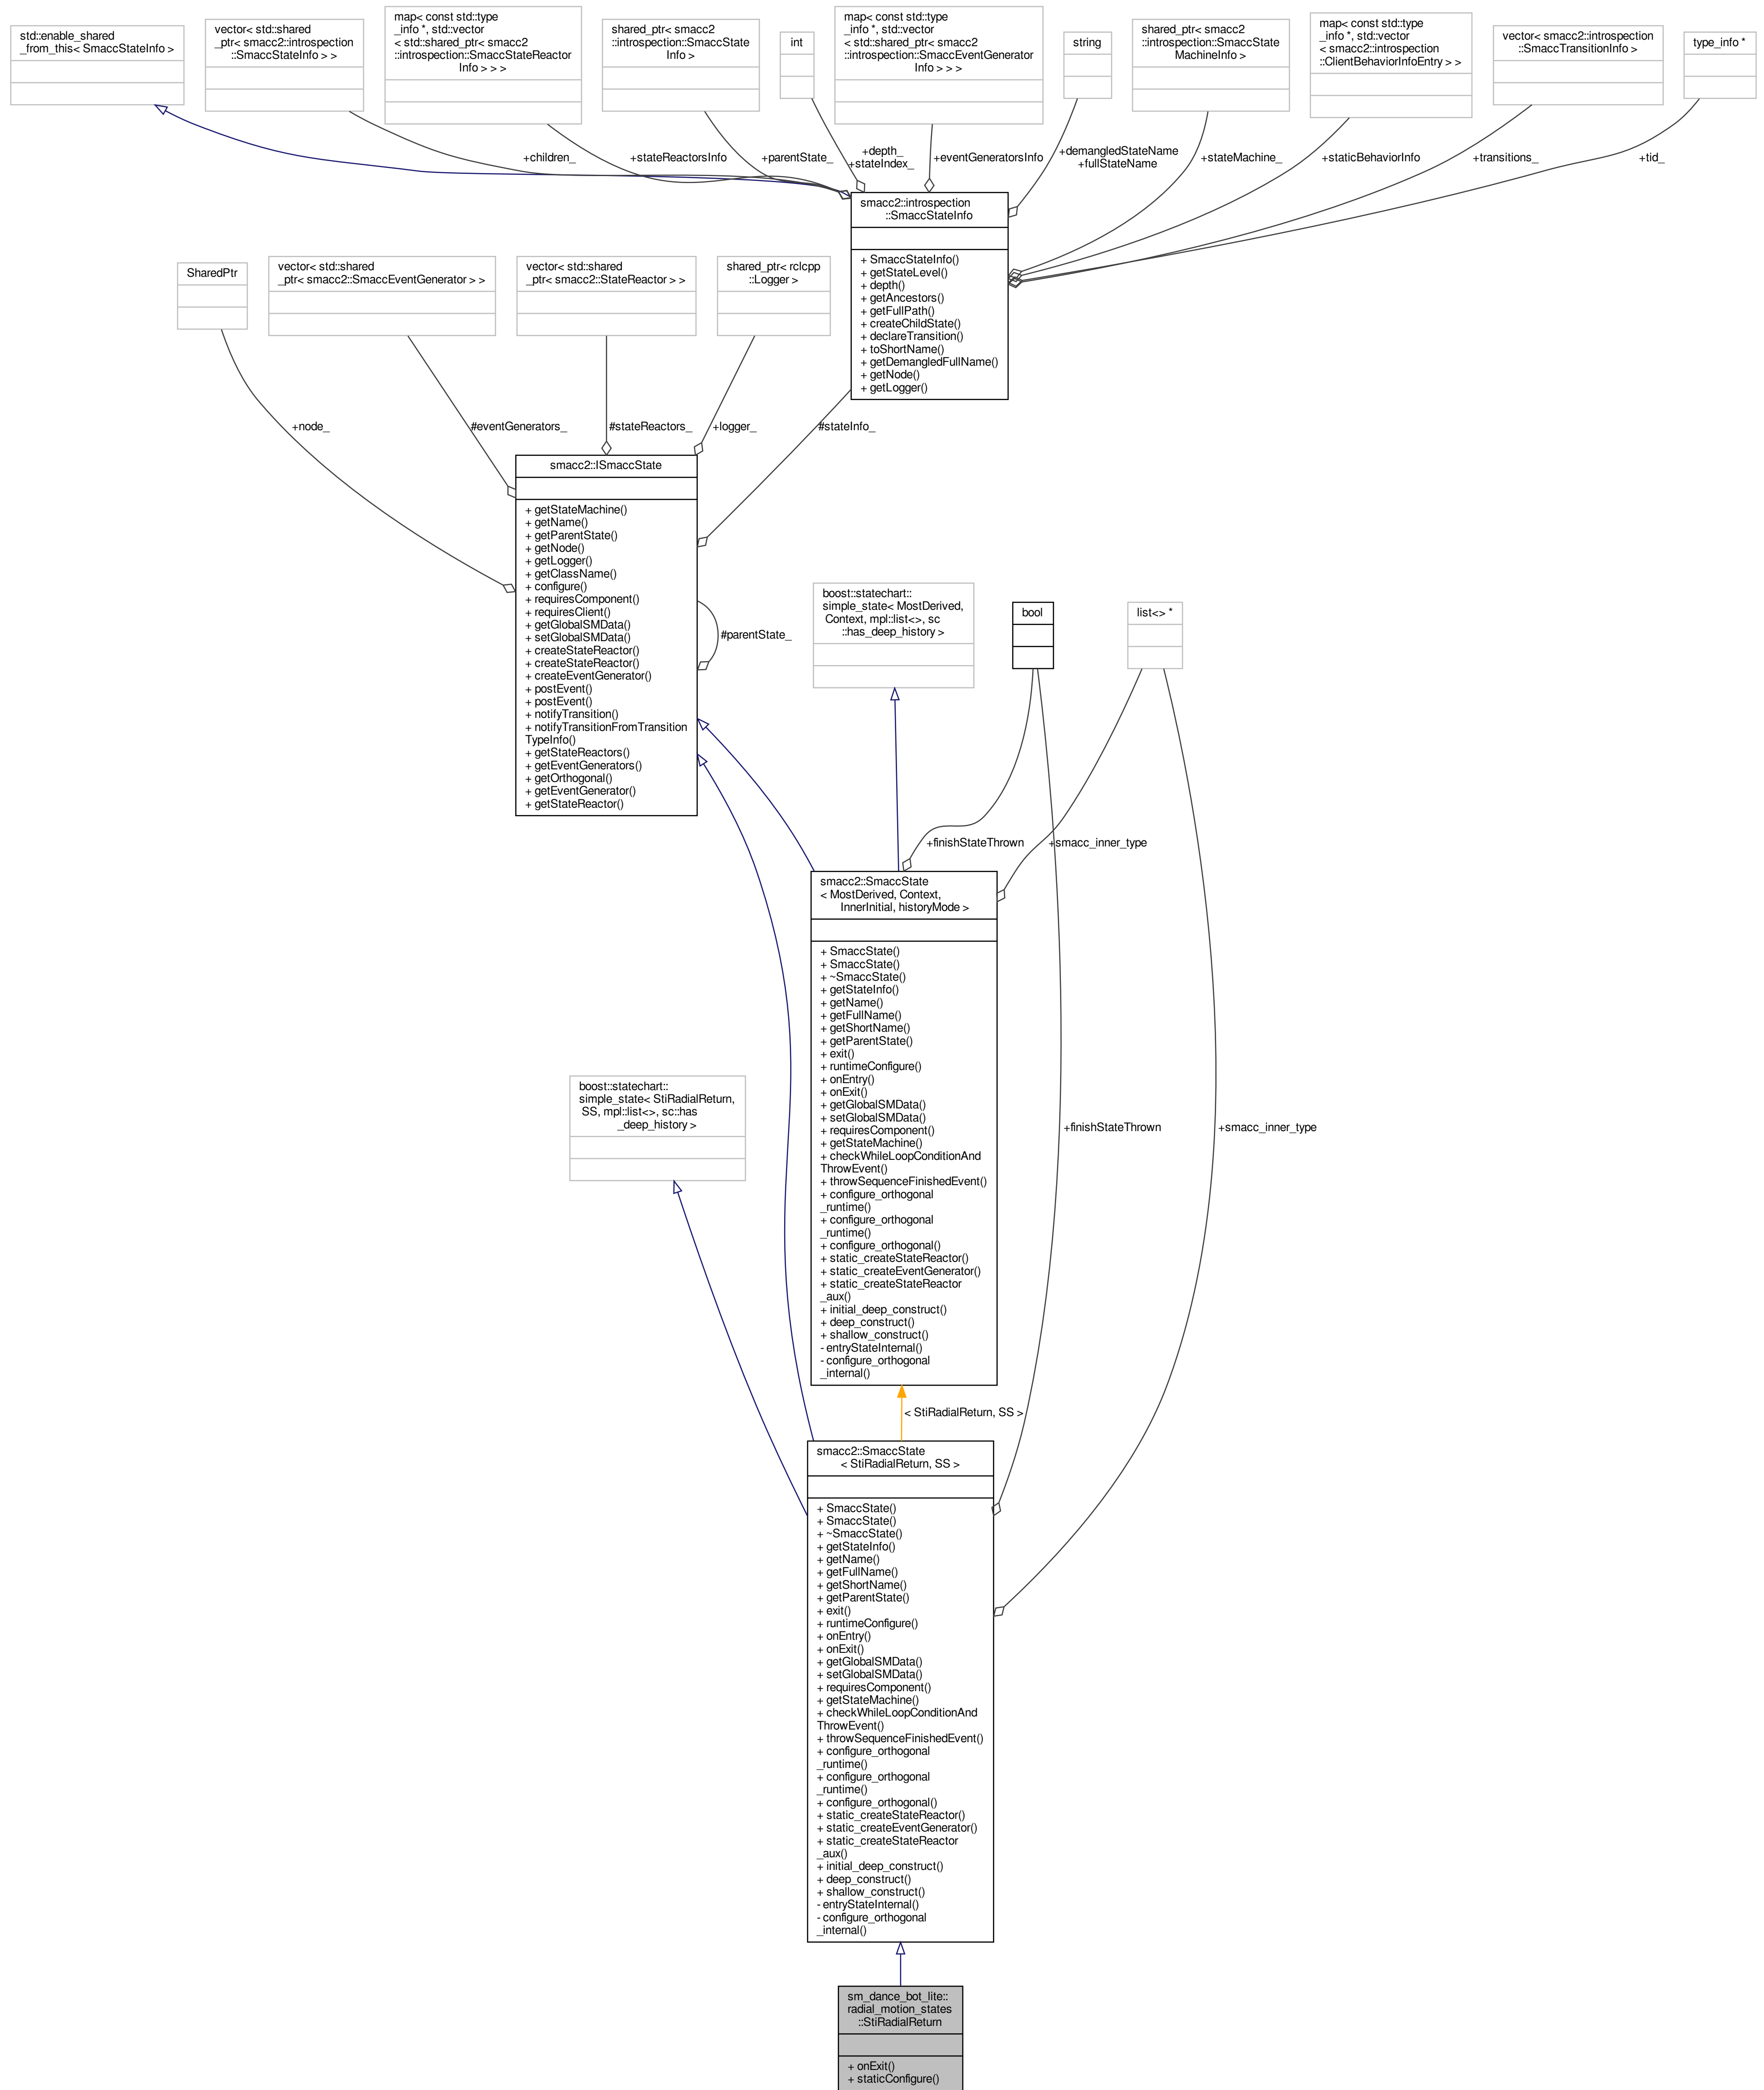 std::enable_shared
_from_this< SmaccStateInfo >
vector< std::shared
_ptr< smacc2::introspection
::SmaccStateInfo > >
map< const std::type
_info *, std::vector
< std::shared_ptr< smacc2
::introspection::SmaccStateReactor
Info > > >
shared_ptr< smacc2
::introspection::SmaccState
Info >
int
map< const std::type
_info *, std::vector
< std::shared_ptr< smacc2
::introspection::SmaccEventGenerator
Info > > >
string
shared_ptr< smacc2
::introspection::SmaccState
MachineInfo >
map< const std::type
_info *, std::vector
< smacc2::introspection
::ClientBehaviorInfoEntry > >
vector< smacc2::introspection
::SmaccTransitionInfo >
type_info *
+children_
+stateReactorsInfo
+parentState_
+depth_
+stateIndex_
+eventGeneratorsInfo
+demangledStateName
+fullStateName
+stateMachine_
+staticBehaviorInfo
+transitions_
+tid_
smacc2::introspection
::SmaccStateInfo
+ SmaccStateInfo()
+ getStateLevel()
+ depth()
+ getAncestors()
+ getFullPath()
+ createChildState()
+ declareTransition()
+ toShortName()
+ getDemangledFullName()
+ getNode()
+ getLogger()
SharedPtr
vector< std::shared
_ptr< smacc2::SmaccEventGenerator > >
vector< std::shared
_ptr< smacc2::StateReactor > >
shared_ptr< rclcpp
::Logger >
+node_
#eventGenerators_
#stateReactors_
+logger_
#stateInfo_
smacc2::ISmaccState
+ getStateMachine()
+ getName()
+ getParentState()
+ getNode()
+ getLogger()
+ getClassName()
+ configure()
+ requiresComponent()
+ requiresClient()
+ getGlobalSMData()
+ setGlobalSMData()
+ createStateReactor()
+ createStateReactor()
+ createEventGenerator()
+ postEvent()
+ postEvent()
+ notifyTransition()
+ notifyTransitionFromTransition
TypeInfo()
+ getStateReactors()
+ getEventGenerators()
+ getOrthogonal()
+ getEventGenerator()
+ getStateReactor()
#parentState_
boost::statechart::
simple_state< MostDerived,
Context, mpl::list<>, sc
::has_deep_history >
bool
list<> *
+finishStateThrown
+smacc_inner_type
smacc2::SmaccState
< MostDerived, Context,
InnerInitial, historyMode >
+ SmaccState()
+ SmaccState()
+ ~SmaccState()
+ getStateInfo()
+ getName()
+ getFullName()
+ getShortName()
+ getParentState()
+ exit()
+ runtimeConfigure()
+ onEntry()
+ onExit()
+ getGlobalSMData()
+ setGlobalSMData()
+ requiresComponent()
+ getStateMachine()
+ checkWhileLoopConditionAnd
ThrowEvent()
+ throwSequenceFinishedEvent()
+ configure_orthogonal
_runtime()
+ configure_orthogonal
_runtime()
+ configure_orthogonal()
+ static_createStateReactor()
+ static_createEventGenerator()
+ static_createStateReactor
_aux()
+ initial_deep_construct()
+ deep_construct()
+ shallow_construct()
- entryStateInternal()
- configure_orthogonal
_internal()
boost::statechart::
simple_state< StiRadialReturn,
SS, mpl::list<>, sc::has
_deep_history >
+finishStateThrown
+smacc_inner_type
< StiRadialReturn, SS >
smacc2::SmaccState
< StiRadialReturn, SS >
+ SmaccState()
+ SmaccState()
+ ~SmaccState()
+ getStateInfo()
+ getName()
+ getFullName()
+ getShortName()
+ getParentState()
+ exit()
+ runtimeConfigure()
+ onEntry()
+ onExit()
+ getGlobalSMData()
+ setGlobalSMData()
+ requiresComponent()
+ getStateMachine()
+ checkWhileLoopConditionAnd
ThrowEvent()
+ throwSequenceFinishedEvent()
+ configure_orthogonal
_runtime()
+ configure_orthogonal
_runtime()
+ configure_orthogonal()
+ static_createStateReactor()
+ static_createEventGenerator()
+ static_createStateReactor
_aux()
+ initial_deep_construct()
+ deep_construct()
+ shallow_construct()
- entryStateInternal()
- configure_orthogonal
_internal()
sm_dance_bot_lite::
radial_motion_states
::StiRadialReturn
+ onExit()
+ staticConfigure()